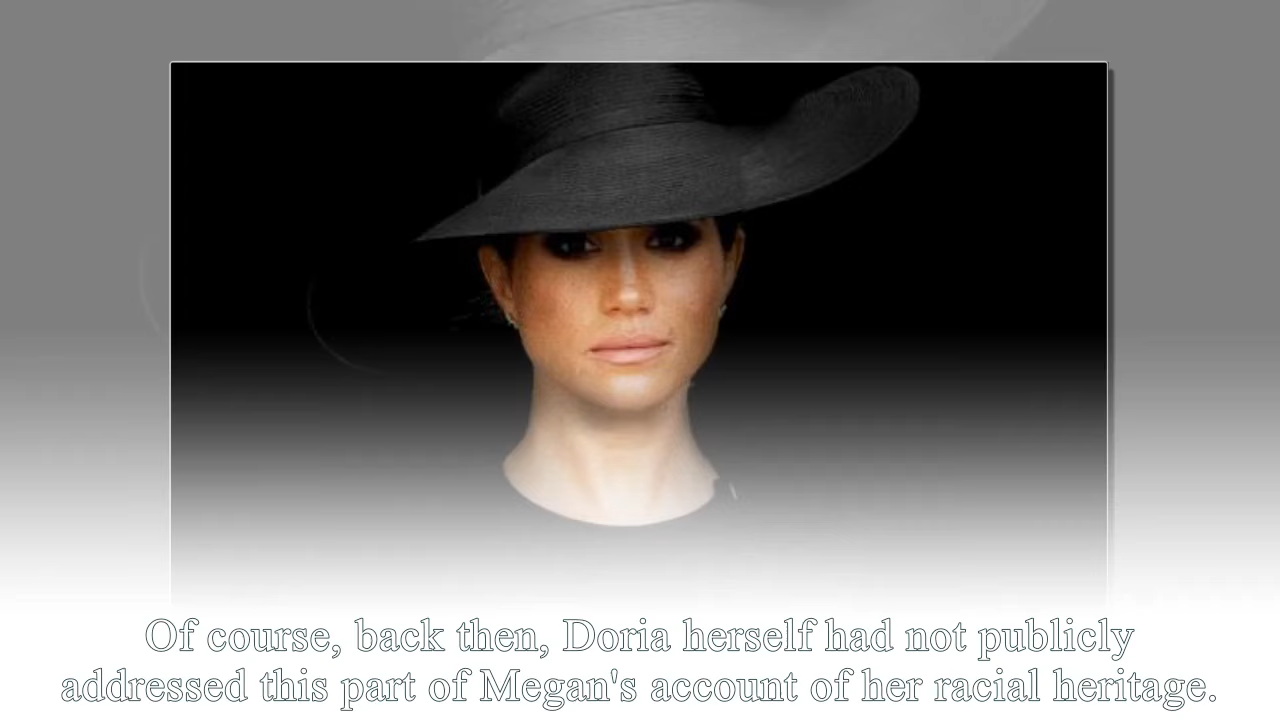 Of course, back then, Doria herself had not publicly
addressed this part of Megan's account of her racial heritage.